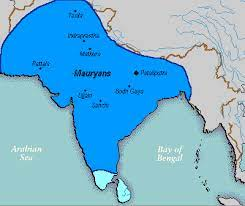 Taxila
Indraprastha
Mathura
Mauryans
Pattala
Pataliputra
Ujjain
Bodh Gaya
Sanchi
Arabian
Sea
Bay of
Bengal